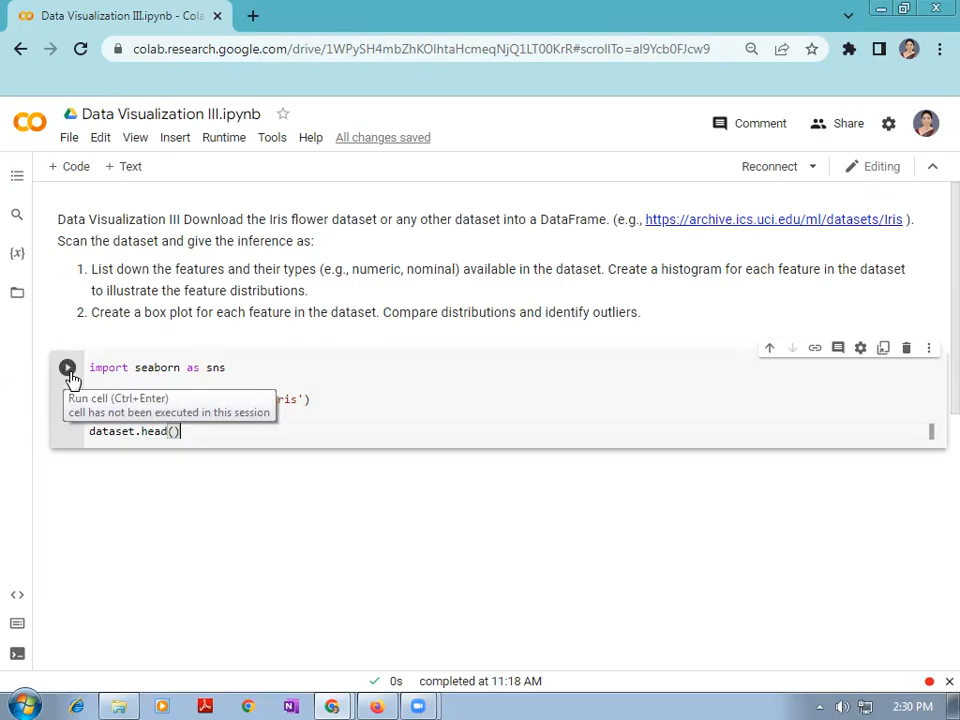 Data Visualization III.ipynb - Cola
colab.research.google.com/drive/1WPySH4mbZhKOlhtaHcmeqNjQ1LT00KrR#scrollTo=al9Ycb0FJcw9
Data Visualization III.ipynb
Comment
Share
File Edit View Insert Runtime Tools Help All changes saved
+ Code + Text
Reconnect
Editing
Data Visualization III Download the Iris flower dataset or any other dataset into a DataFrame. (e.g., https://archive.ics.uci.edu/ml/datasets/Iris ).
Scan the dataset and give the inference as:
1. List down the features and their types (e.g., numeric, nominal) available in the dataset. Create a histogram for each feature in the dataset
to illustrate the feature distributions.
2. Create a box plot for each feature in the dataset. Compare distributions and identify outliers.
import seaborn as sns
Run cell (Ctrl+Enter)
ris')
cell has not been executed in this session
dataset.head()
0s completed at 11:18 AM
2:30 PM